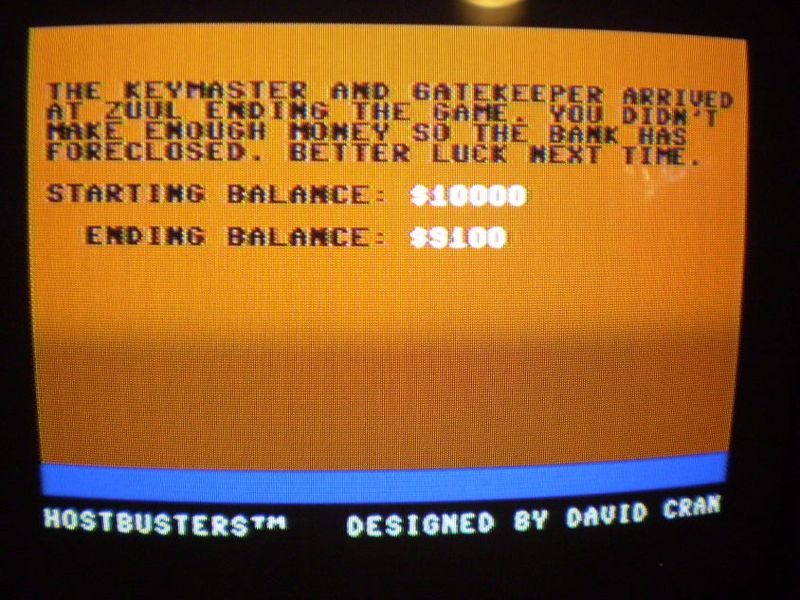 THE KEYMASTER AND GATEKEEPER ARRIVED
AT ZUUL ENDING THE GAME. YOU DIDN'T
MAKE ENOUGH MONEY SO THE BANK HAS
FORECLOSED. BETTER LUCK NEXT TIME.
STARTING BALANCE: $10000
ENDING BALANCE: $9100
HOSTBUSTERS™ DESIGNED BY DAVID CRAN